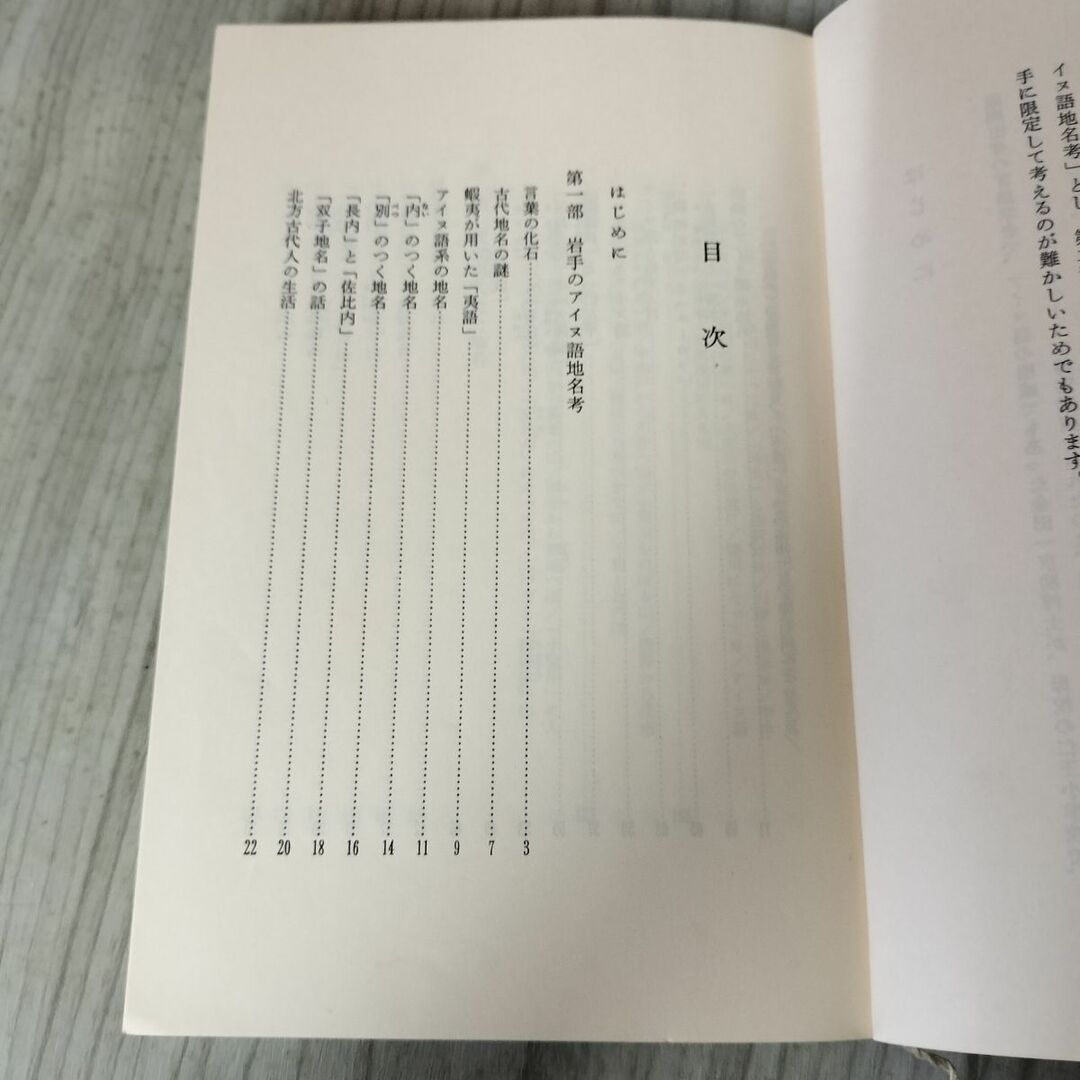 イヌ語地名考」とし、第
手に限定して考えるのが難かしいためでもあります。
目次
はじめに
第一部 岩手のアイヌ語地名考
言葉の化石……3
古代地名の謎……7
蝦夷が用いた「夷語」……9
アイヌ語系の地名……11
「内」のつく地名……14
「別」のつく地名……16
「長内」と「佐比内」……18
「双子地名」の話……20
北方古代人の生活……22